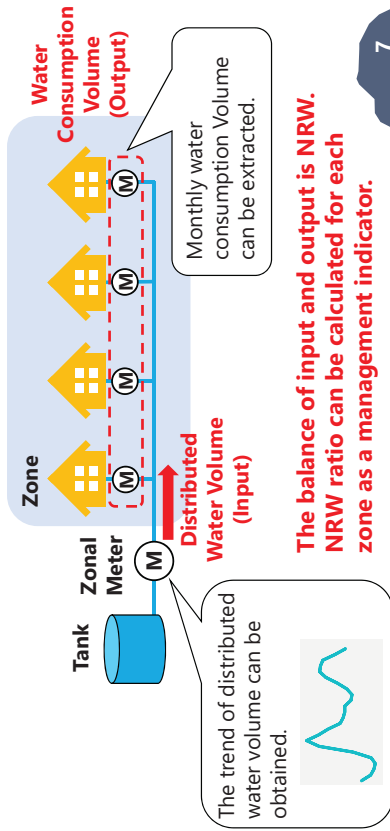 Tank
Zonal
Meter
M
Zone
M
M
M
M
Water
Consumption
Volume
(Output)
Distributed
Water Volume
(Input)
The trend of distributed
water volume can be
obtained.
Monthly water
consumption Volume
can be extracted.
The balance of input and output is NRW.
NRW ratio can be calculated for each
zone as a management indicator.
7